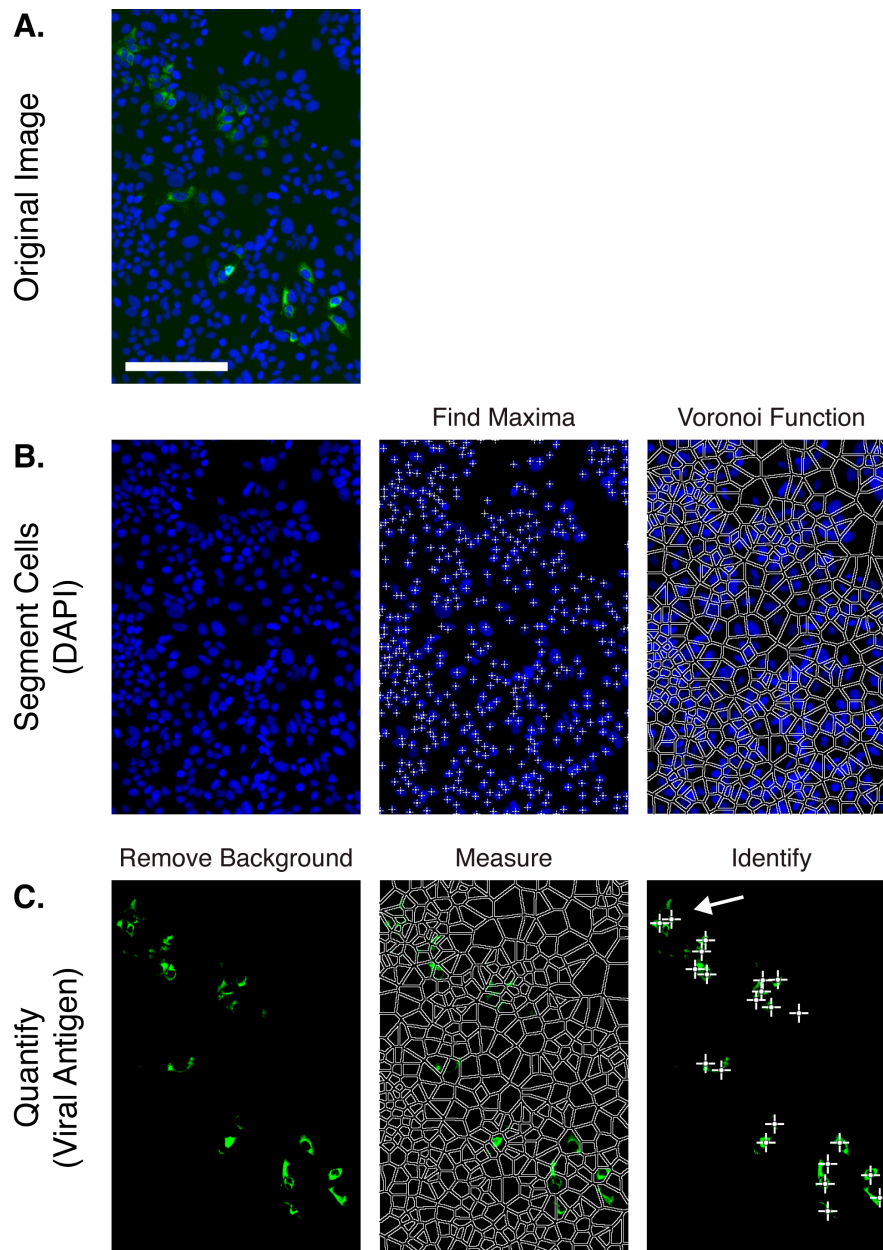 A.
Original Image
Find Maxima
Voronoi Function
B.
Segment Cells
(DAPI)
Remove Background
Measure
Identify
C.
Quantify
(Viral Antigen)